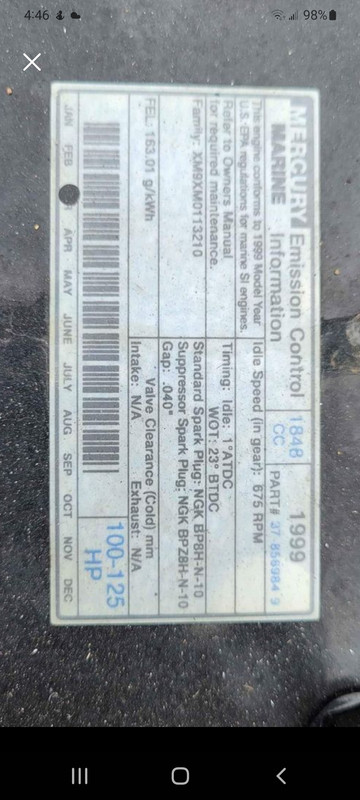 4:46
98%
MERCURY Emission Control
MARINE Information
1848
CC
1999
PART# 37 856984 9
This engine conforms to 1999 Model Year
U.S. EPA regulations for marine SI engines.
Refer to Owners Manual
for required maintenance.
Family: XM9XM0113210
FEL: 163.01 g/kWh
Idle Speed (in gear): 675 RPM
Timing: Idle: 1°ATDC
WOT: 23° BTDC
Standard Spark Plug: NGK BP8H-N-10
Suppressor Spark Plug: NGK BPZ8H-N-10
Gap: .040"
Valve Clearance (Cold) mm
Intake: N/A Exhaust: N/A
100-125
HP
JAN FEB APR MAY JUNE JULY AUG SEP OCT NOV DEC